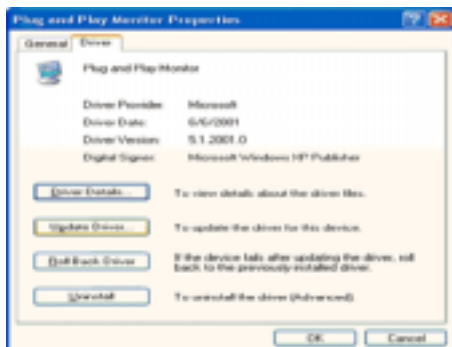 Plug and Play Monitor Properties
General Driver
Plug and Play Monitor
Driver Provider: Microsoft
Driver Date: 6/6/2001
Driver Version: 5.1.2001.0
Digital Signer: Microsoft Windows XP Publisher
Driver Details... To view details about the driver files.
Update Driver... To update the driver for this device.
Roll Back Driver If the device fails after updating the driver, roll
back to the previously installed driver.
Uninstall To uninstall the driver (Advanced).
OK Cancel